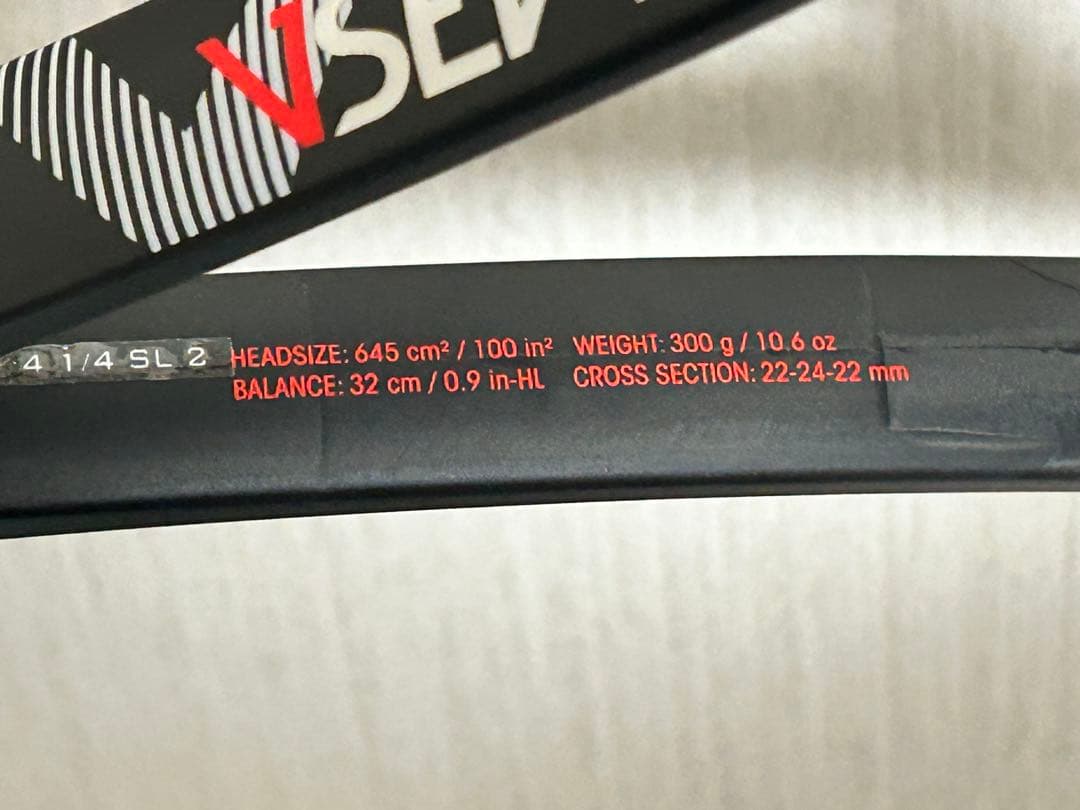 VSEV
4 1/4 SL 2
HEADSIZE: 645 cm² / 100 in² WEIGHT: 300 g / 10.6 oz
BALANCE: 32 cm / 0.9 in-HL CROSS SECTION: 22-24-22 mm